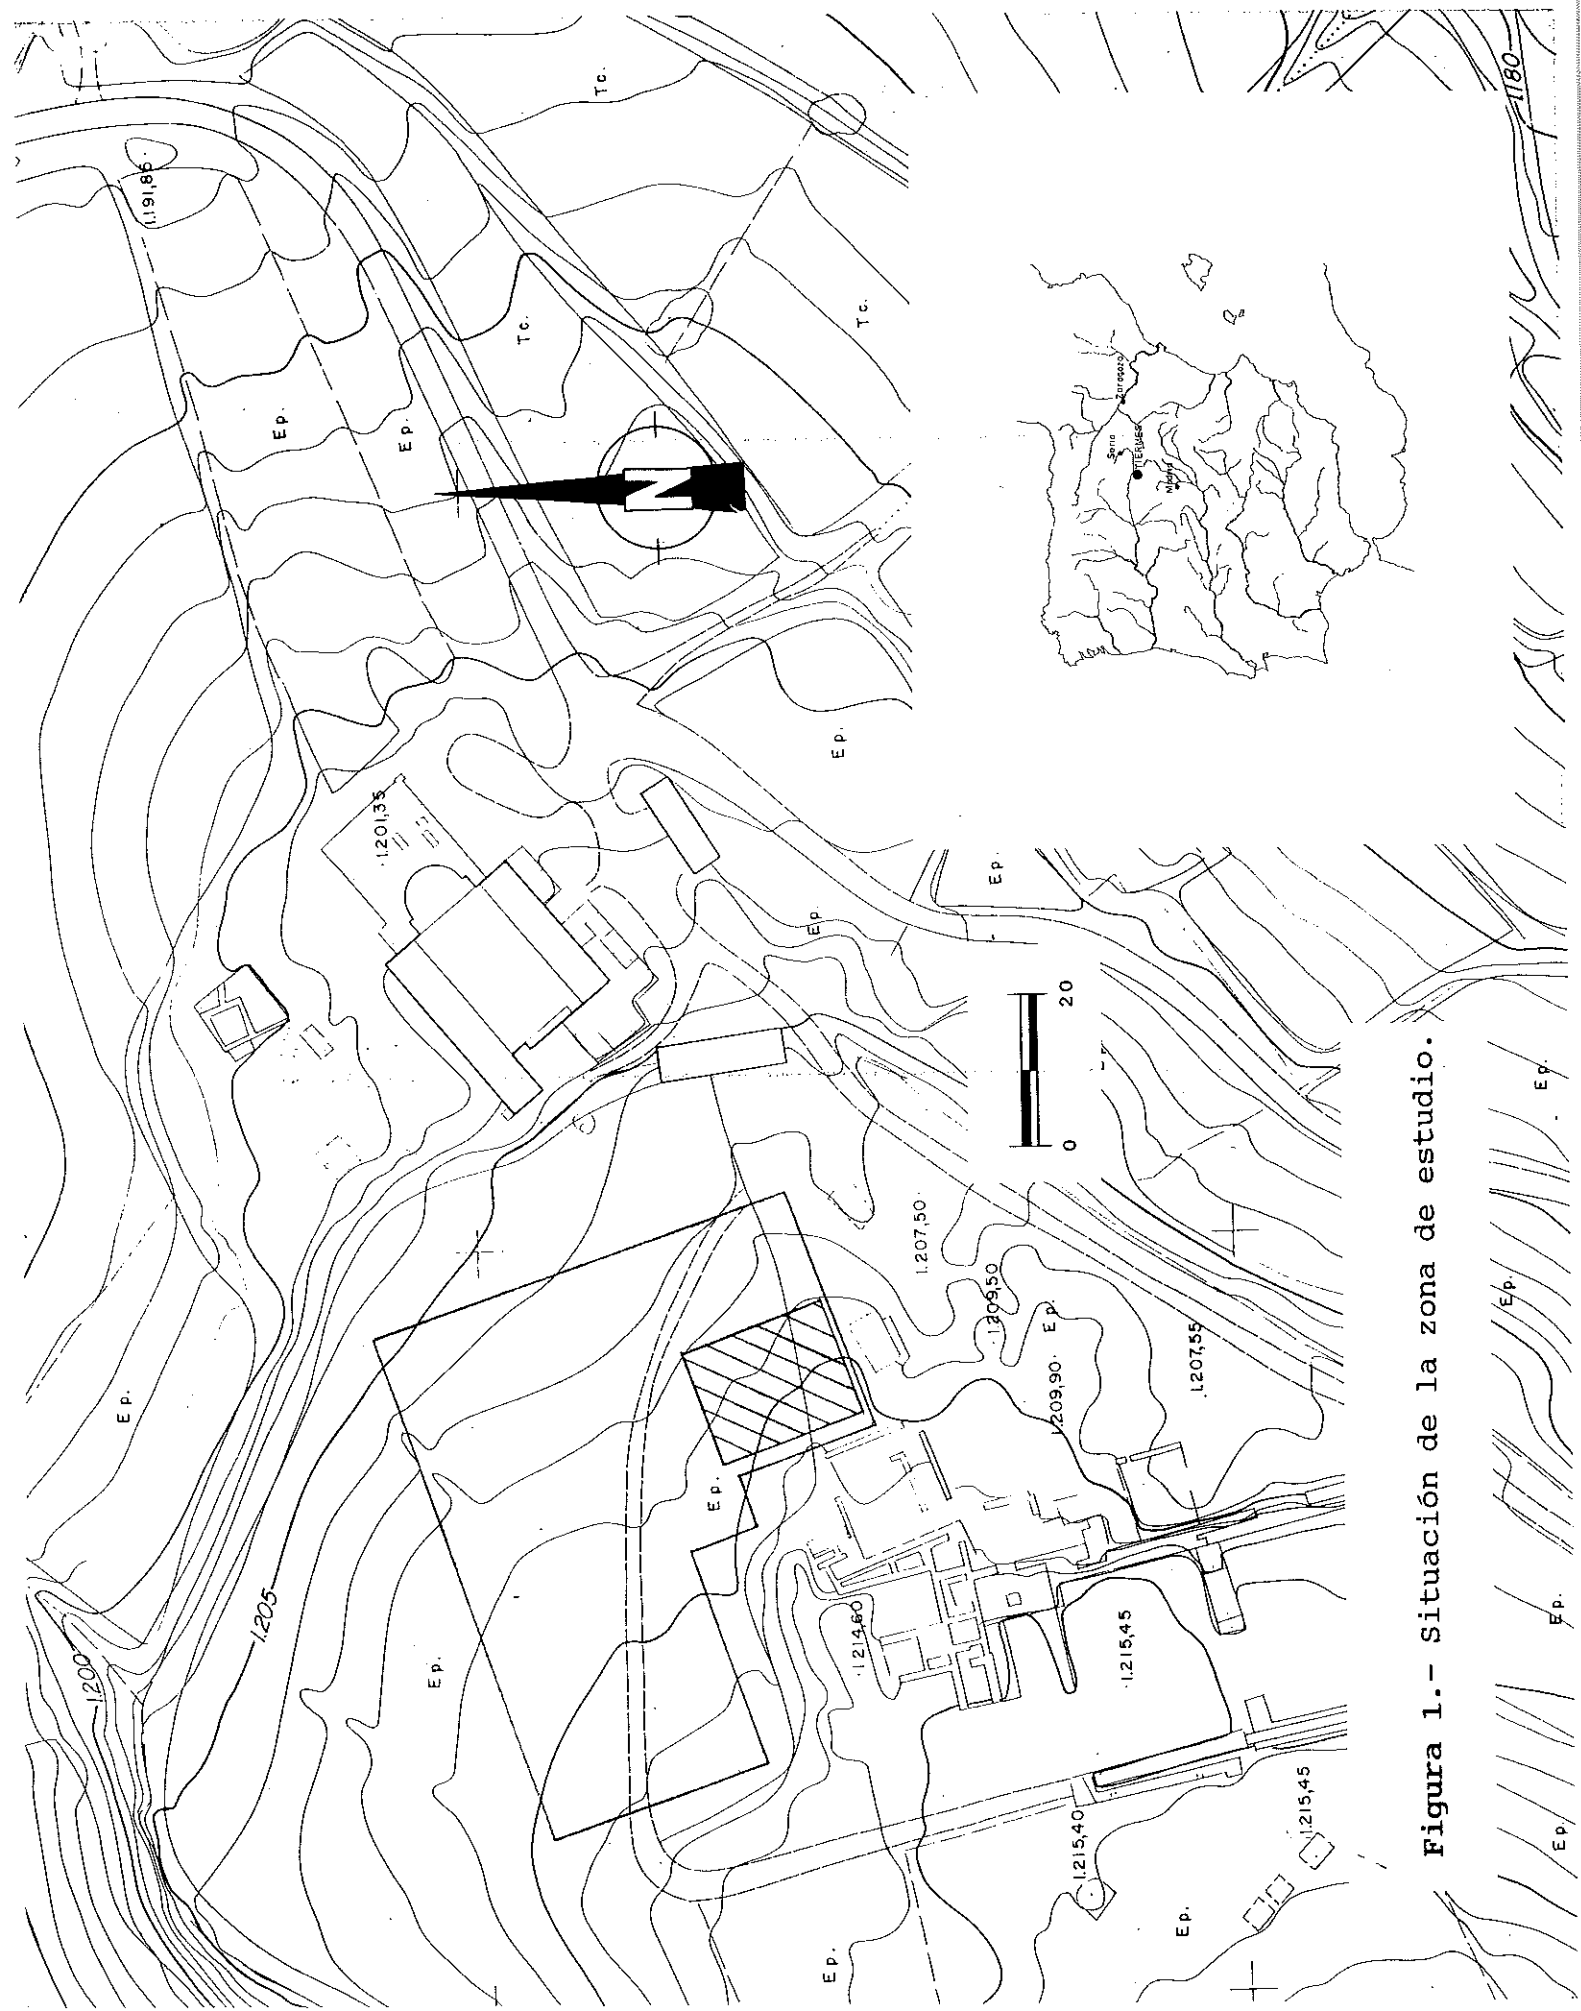 1.191,86
Tc.
Tc.
Tc.
Ep.
Ep.
N
1180
Zaragoza
Soria
TIERMES
Madrid
Ep.
1.201,35
Ep.
Ep.
0
20
1.207,50
1.209,50
Ep.
1.209,90
1.207,55
Ep.
1.205
1.200
Ep.
Ep.
1.214,60
1.215,45
1.215,40
1.215,45
Ep.
Ep.
Ep.
Ep.
Ep.
Ep.
Figura 1.- Situación de la zona de estudio.